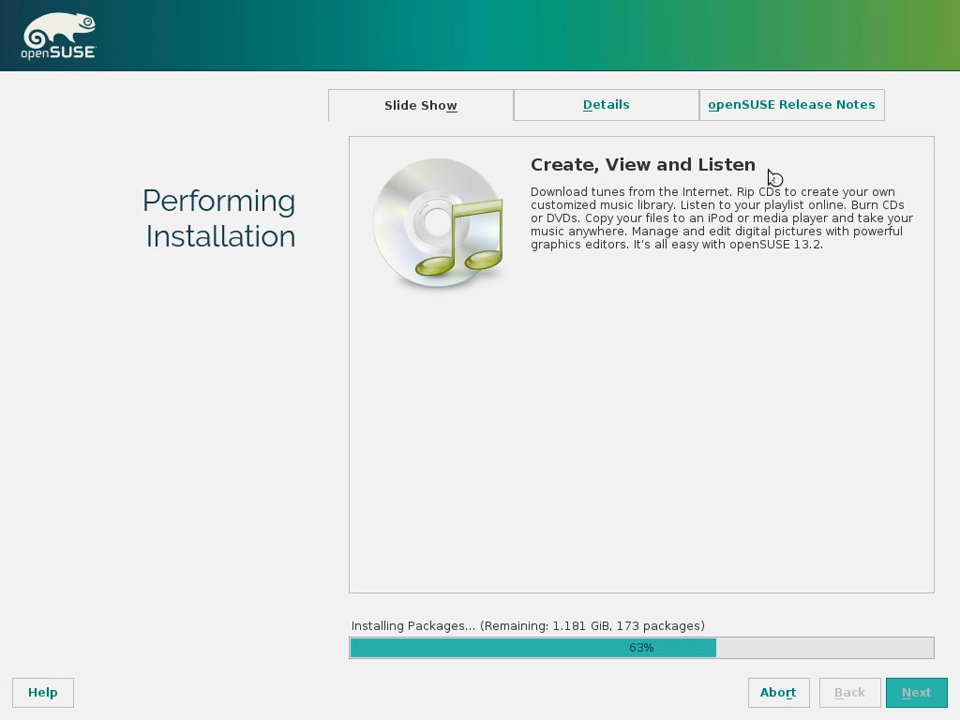 openSUSE
Slide Show
Details
openSUSE Release Notes
Performing
Installation
Create, View and Listen
Download tunes from the Internet. Rip CDs to create your own
customized music library. Listen to your playlist online. Burn CDs
or DVDs. Copy your files to an iPod or media player and take your
music anywhere. Manage and edit digital pictures with powerful
graphics editors. It's all easy with openSUSE 13.2.
Installing Packages... (Remaining: 1.181 GiB, 173 packages)
63%
Help
Abort
Back
Next